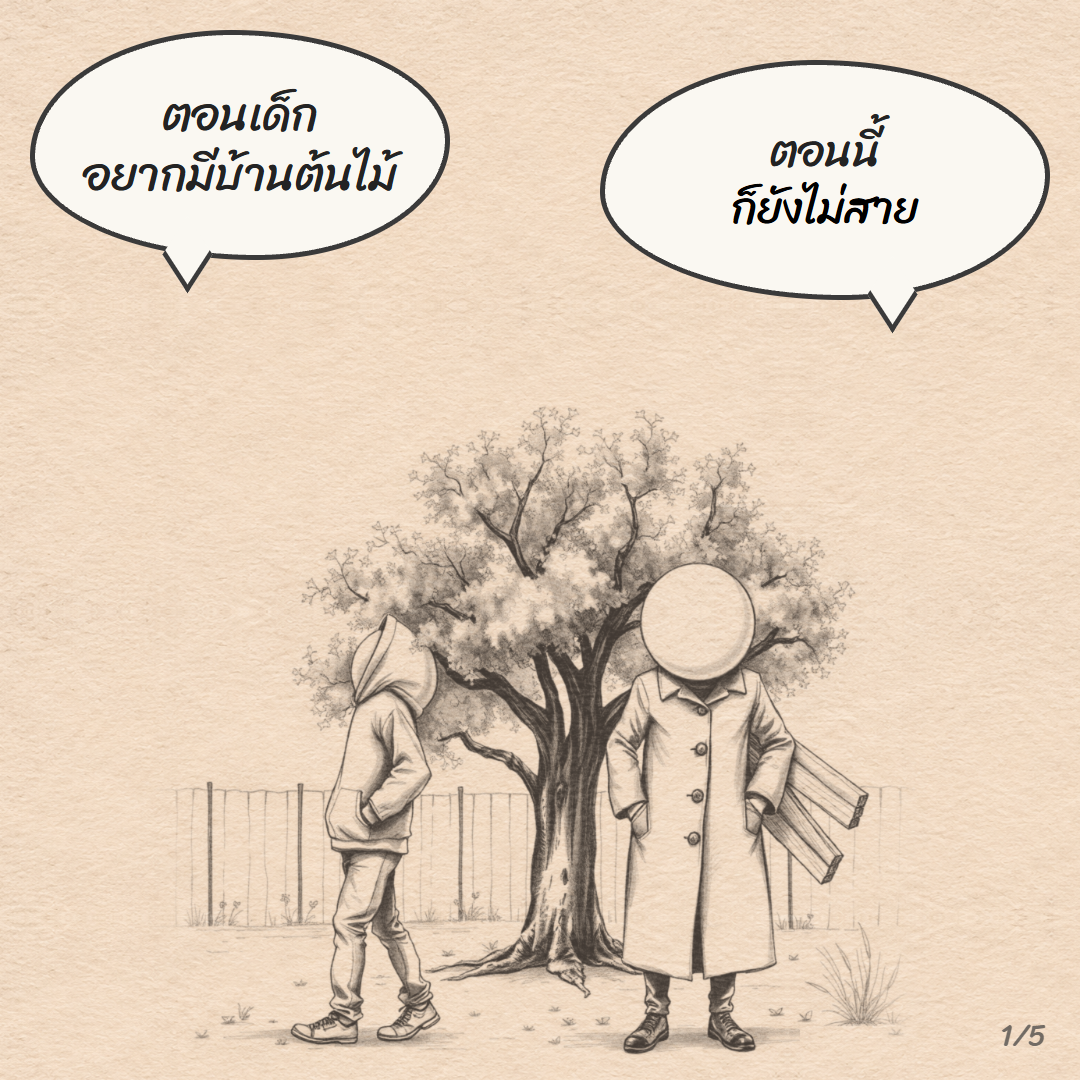 ตอนเด็ก
อยากมีบ้านต้นไม้
ตอนนี้
ก็ยังไม่สาย
1/5